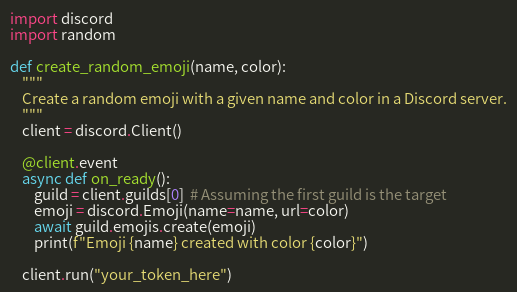 import discord
import random
def create_random_emoji(name, color):
"""
Create a random emoji with a given name and color in a Discord server.
"""
client = discord.Client()
@client.event
async def on_ready():
guild = client.guilds[0]  # Assuming the first guild is the target
emoji = discord.Emoji(name=name, url=color)
await guild.emojis.create(emoji)
print(f"Emoji {name} created with color {color}")
client.run("your_token_here")